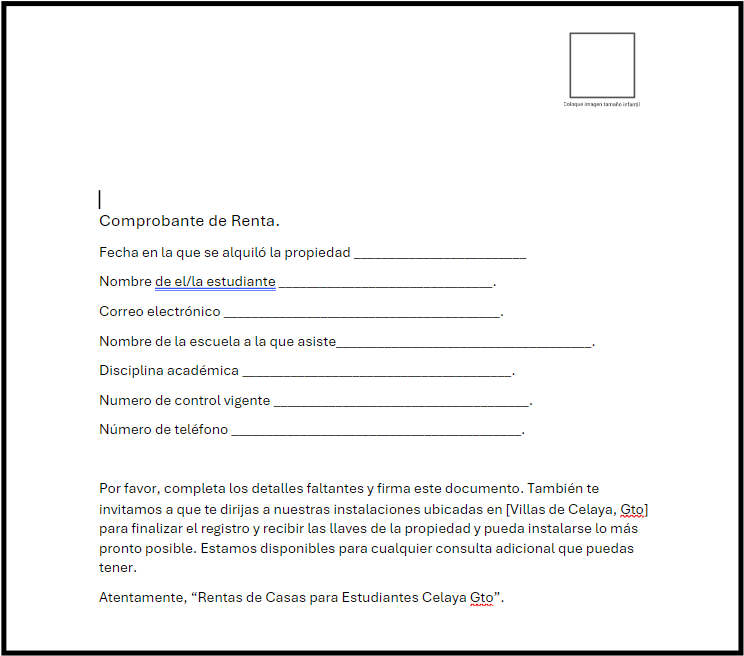 Coloque imagen tamaño infantil
Comprobante de Renta.
Fecha en la que se alquiló la propiedad _________________________
Nombre de el/la estudiante _______________________________.
Correo electrónico ________________________________________.
Nombre de la escuela a la que asiste_____________________________________.
Disciplina académica _______________________________________.
Numero de control vigente _____________________________________.
Número de teléfono __________________________________________.
Por favor, completa los detalles faltantes y firma este documento. También te
invitamos a que te dirijas a nuestras instalaciones ubicadas en [Villas de Celaya, Gto]
para finalizar el registro y recibir las llaves de la propiedad y pueda instalarse lo más
pronto posible. Estamos disponibles para cualquier consulta adicional que puedas
tener.
Atentamente, “Rentas de Casas para Estudiantes Celaya Gto”.